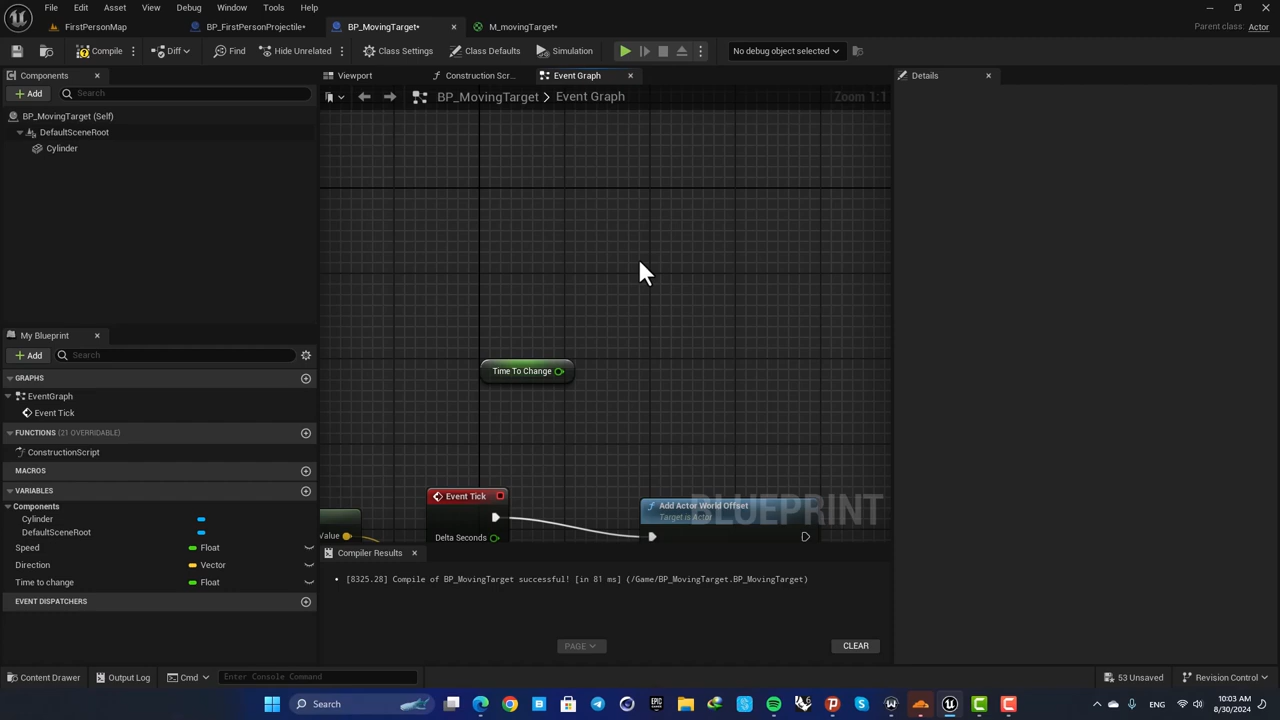 File Edit Asset View Debug Window Tools Help
FirstPersonMap
BP_FirstPersonProjectile*
BP_MovingTarget*
M_movingTarget*
Parent class: Actor
Compile
Diff
Find
Hide Unrelated
Class Settings
Class Defaults
Simulation
No debug object selected
Components
Viewport
Construction Scr...
Event Graph
Details
Add
Search
BP_MovingTarget > Event Graph
Zoom 1:1
BP_MovingTarget (Self)
DefaultSceneRoot
Cylinder
My Blueprint
Add
Search
GRAPHS
EventGraph
Event Tick
FUNCTIONS (21 OVERRIDABLE)
ConstructionScript
MACROS
VARIABLES
Components
Cylinder
DefaultSceneRoot
Speed Float
Direction Vector
Time to change Float
EVENT DISPATCHERS
Time To Change
Event Tick
Delta Seconds
Value
Add Actor World Offset
Target is Actor
BLUEPRINT
Compiler Results
[8325.28] Compile of BP_MovingTarget successful! [in 81 ms] (/Game/BP_MovingTarget.BP_MovingTarget)
PAGE
CLEAR
Content Drawer
Output Log
Cmd
Enter Console Command
53 Unsaved
Revision Control
Search
10:03 AM
8/30/2024